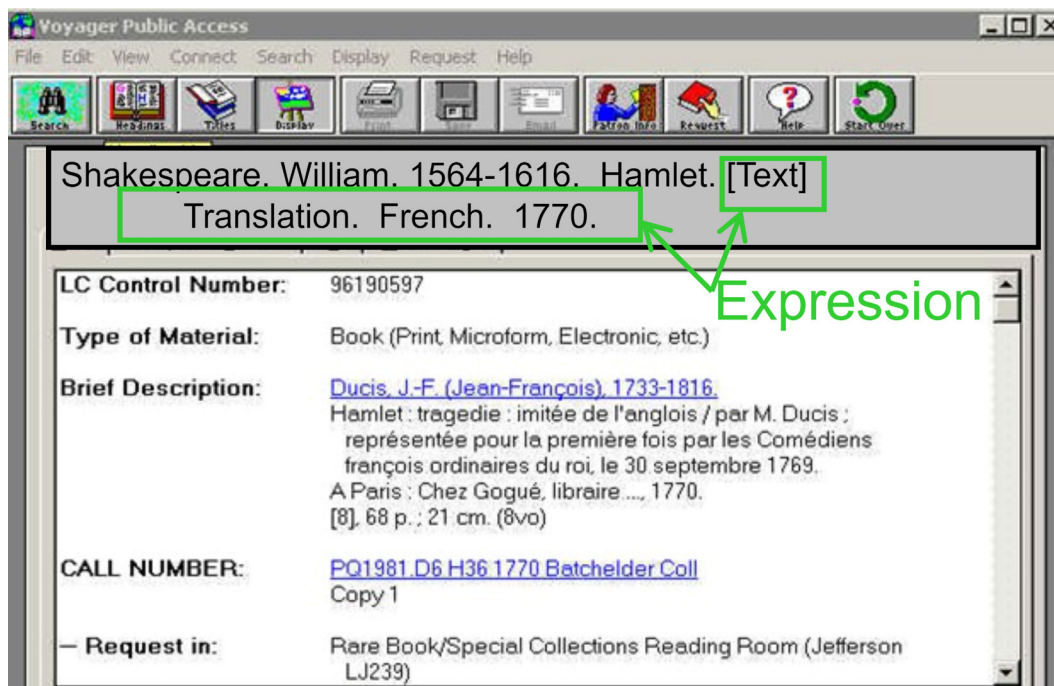 Voyager Public Access
File Edit View Connect Search Display Request Help
Search Headings Titles Display Print Save Email Patron Info Request Help Start Over
Shakespeare, William, 1564-1616. Hamlet. [Text]
Translation. French. 1770.
Expression
LC Control Number: 96190597
Type of Material: Book (Print, Microform, Electronic, etc.)
Brief Description: Ducis, J.-F. (Jean-François), 1733-1816.
Hamlet : tragedie : imitée de l'anglois / par M. Ducis ;
représentée pour la première fois par les Comédiens
françois ordinaires du roi, le 30 septembre 1769.
A Paris : Chez Gogué, libraire ..., 1770.
[8], 68 p. ; 21 cm. (8vo)
CALL NUMBER: PQ1981.D6 H36 1770 Batchelder Coll
Copy 1
– Request in: Rare Book/Special Collections Reading Room (Jefferson
LJ239)